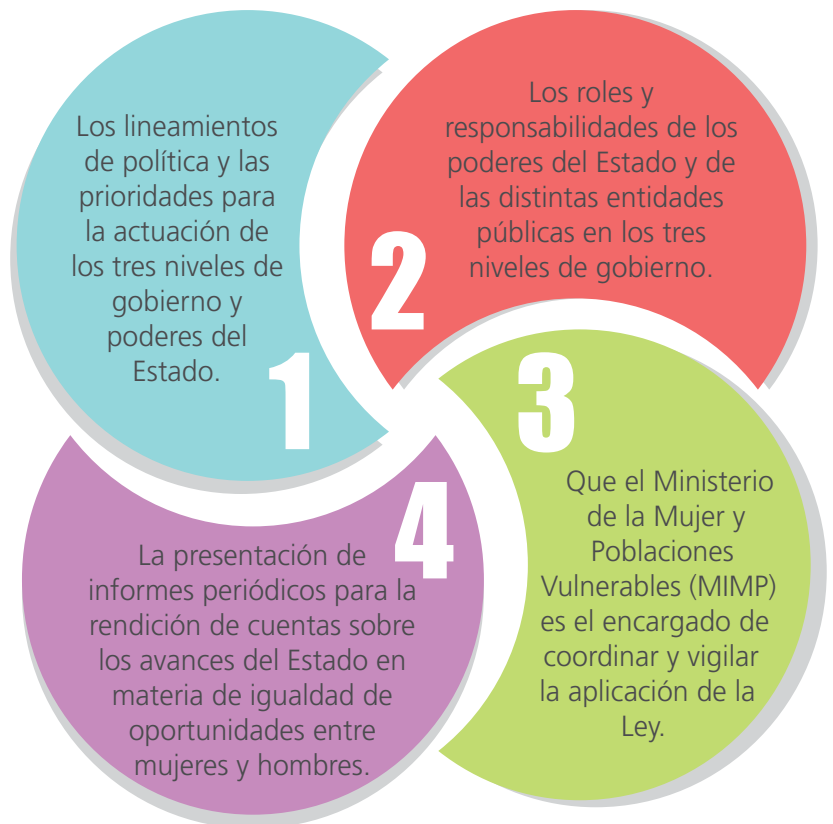 Los lineamientos
de política y las
prioridades para
la actuación de
los tres niveles de
gobierno y
poderes del
Estado.
1
Los roles y
responsabilidades de los
poderes del Estado y de
las distintas entidades
públicas en los tres
niveles de gobierno.
2
3
Que el Ministerio
de la Mujer y
Poblaciones
Vulnerables (MIMP)
es el encargado de
coordinar y vigilar
la aplicación de la
Ley.
4
La presentación de
informes periódicos para la
rendición de cuentas sobre
los avances del Estado en
materia de igualdad de
oportunidades entre
mujeres y hombres.